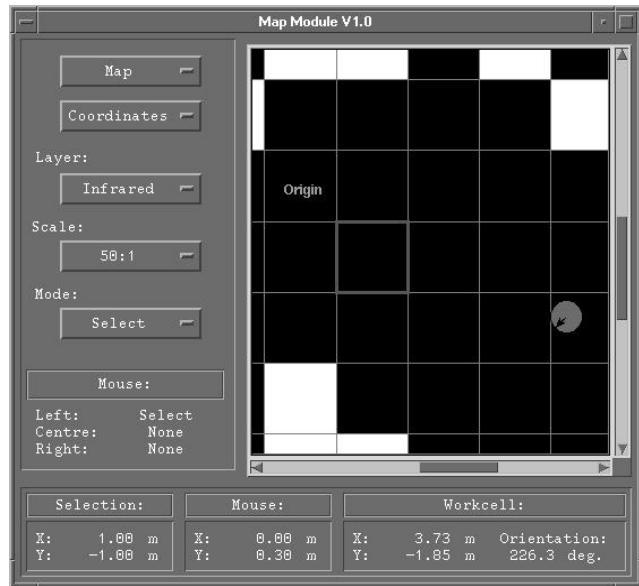 Map Module V1.0
Map
Coordinates
Layer:
Infrared
Scale:
50:1
Mode:
Select
Mouse:
Left: Select
Centre: None
Right: None
Origin
Selection:
X: 1.00 m
Y: -1.00 m
Mouse:
X: 0.00 m
Y: 0.30 m
Workcell:
X: 3.73 m Orientation:
Y: -1.85 m 226.3 deg.